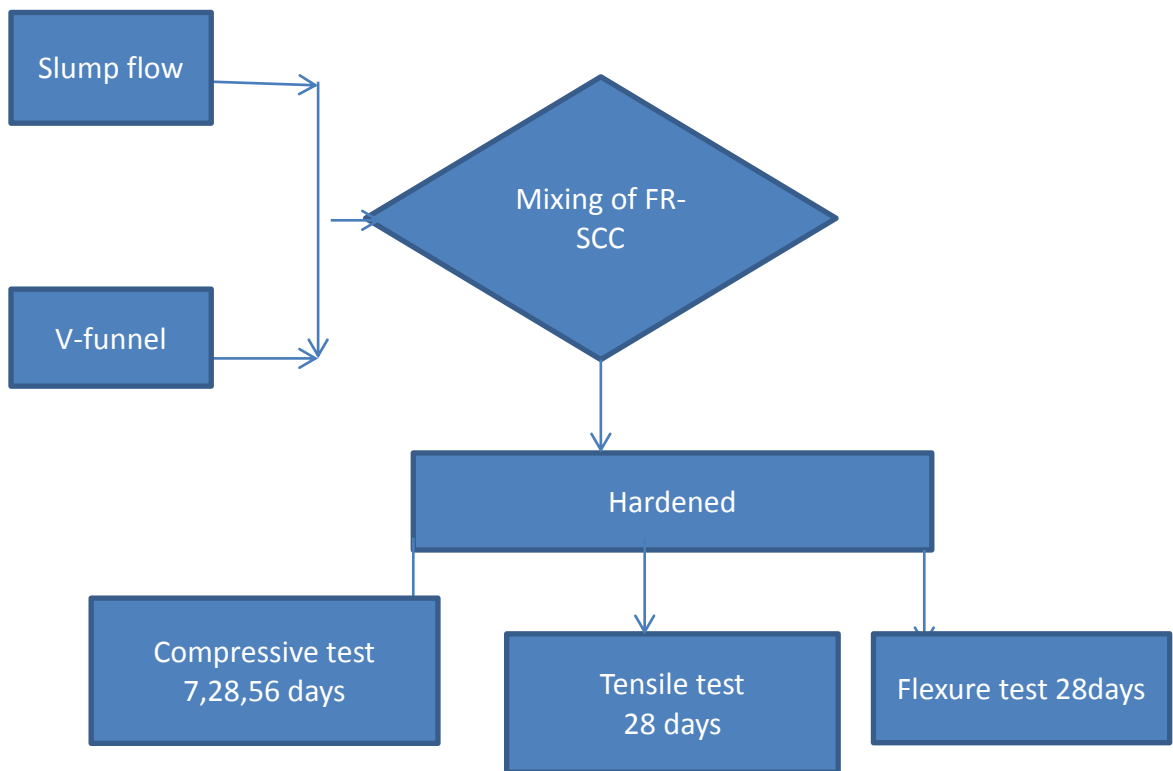 Slump flow
Mixing of FR-
SCC
V-funnel
Hardened
Compressive test
7,28,56 days
Tensile test
28 days
Flexure test 28days